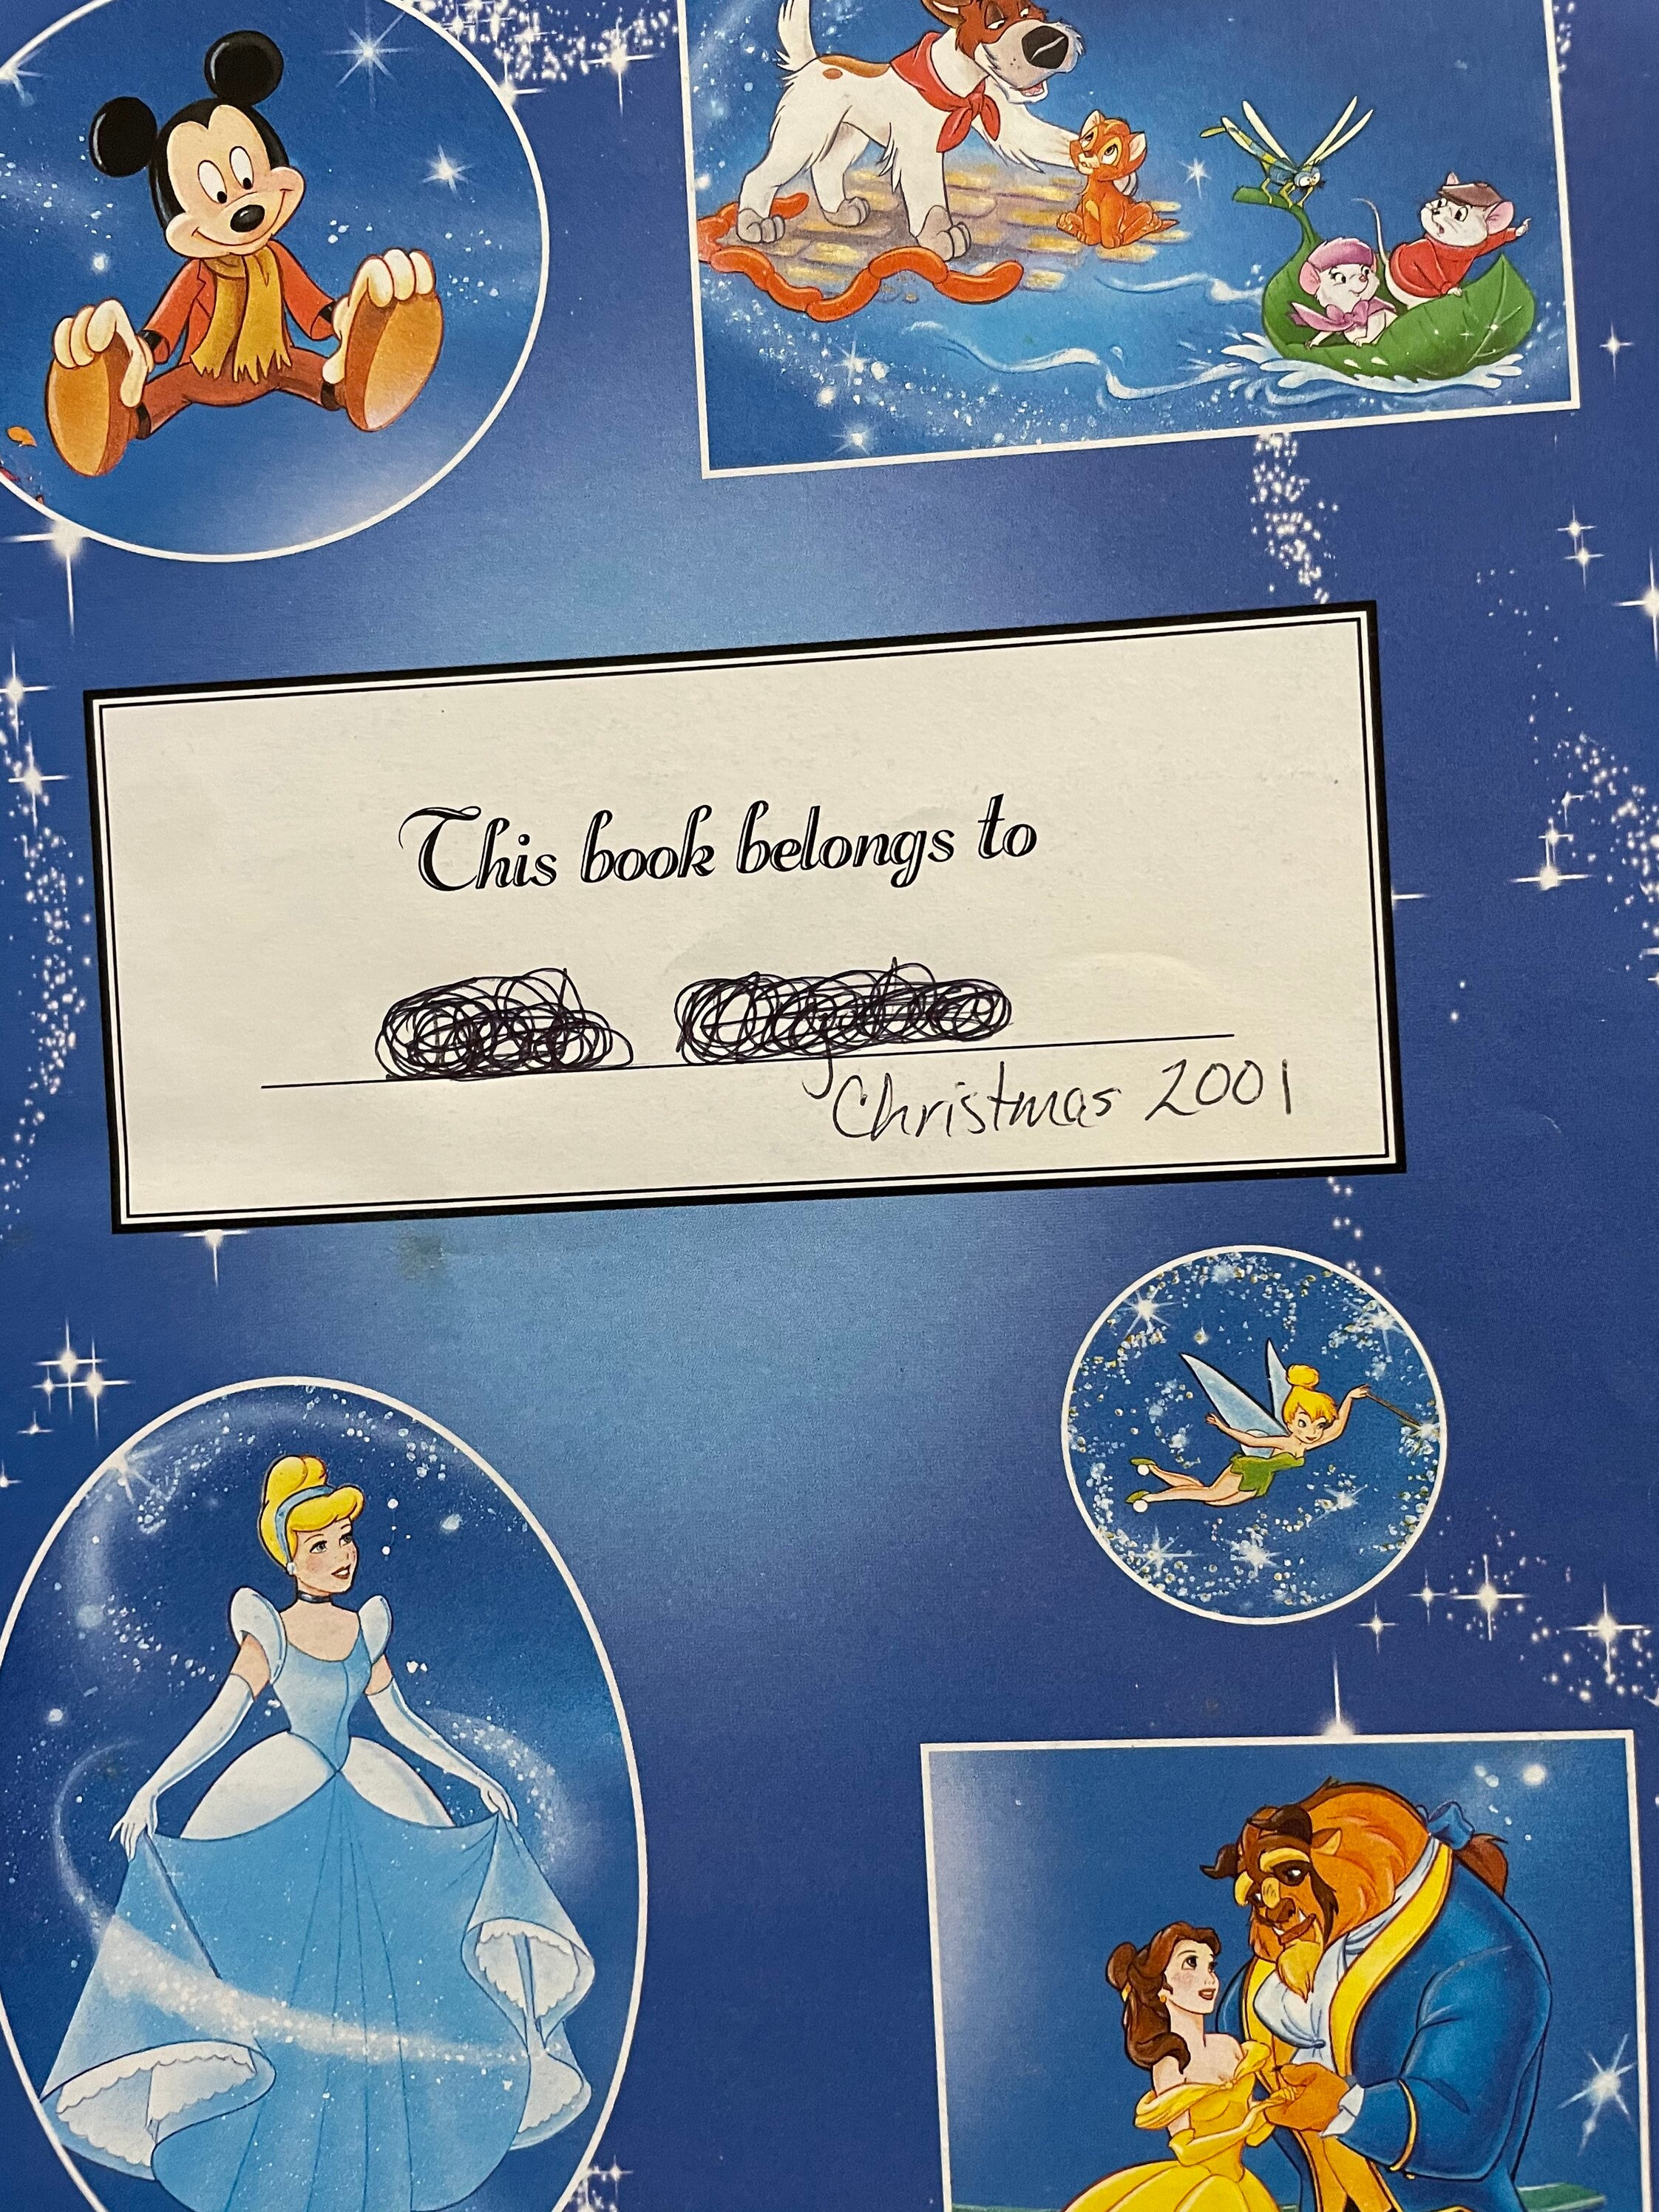 This book belongs to
Christmas 2001